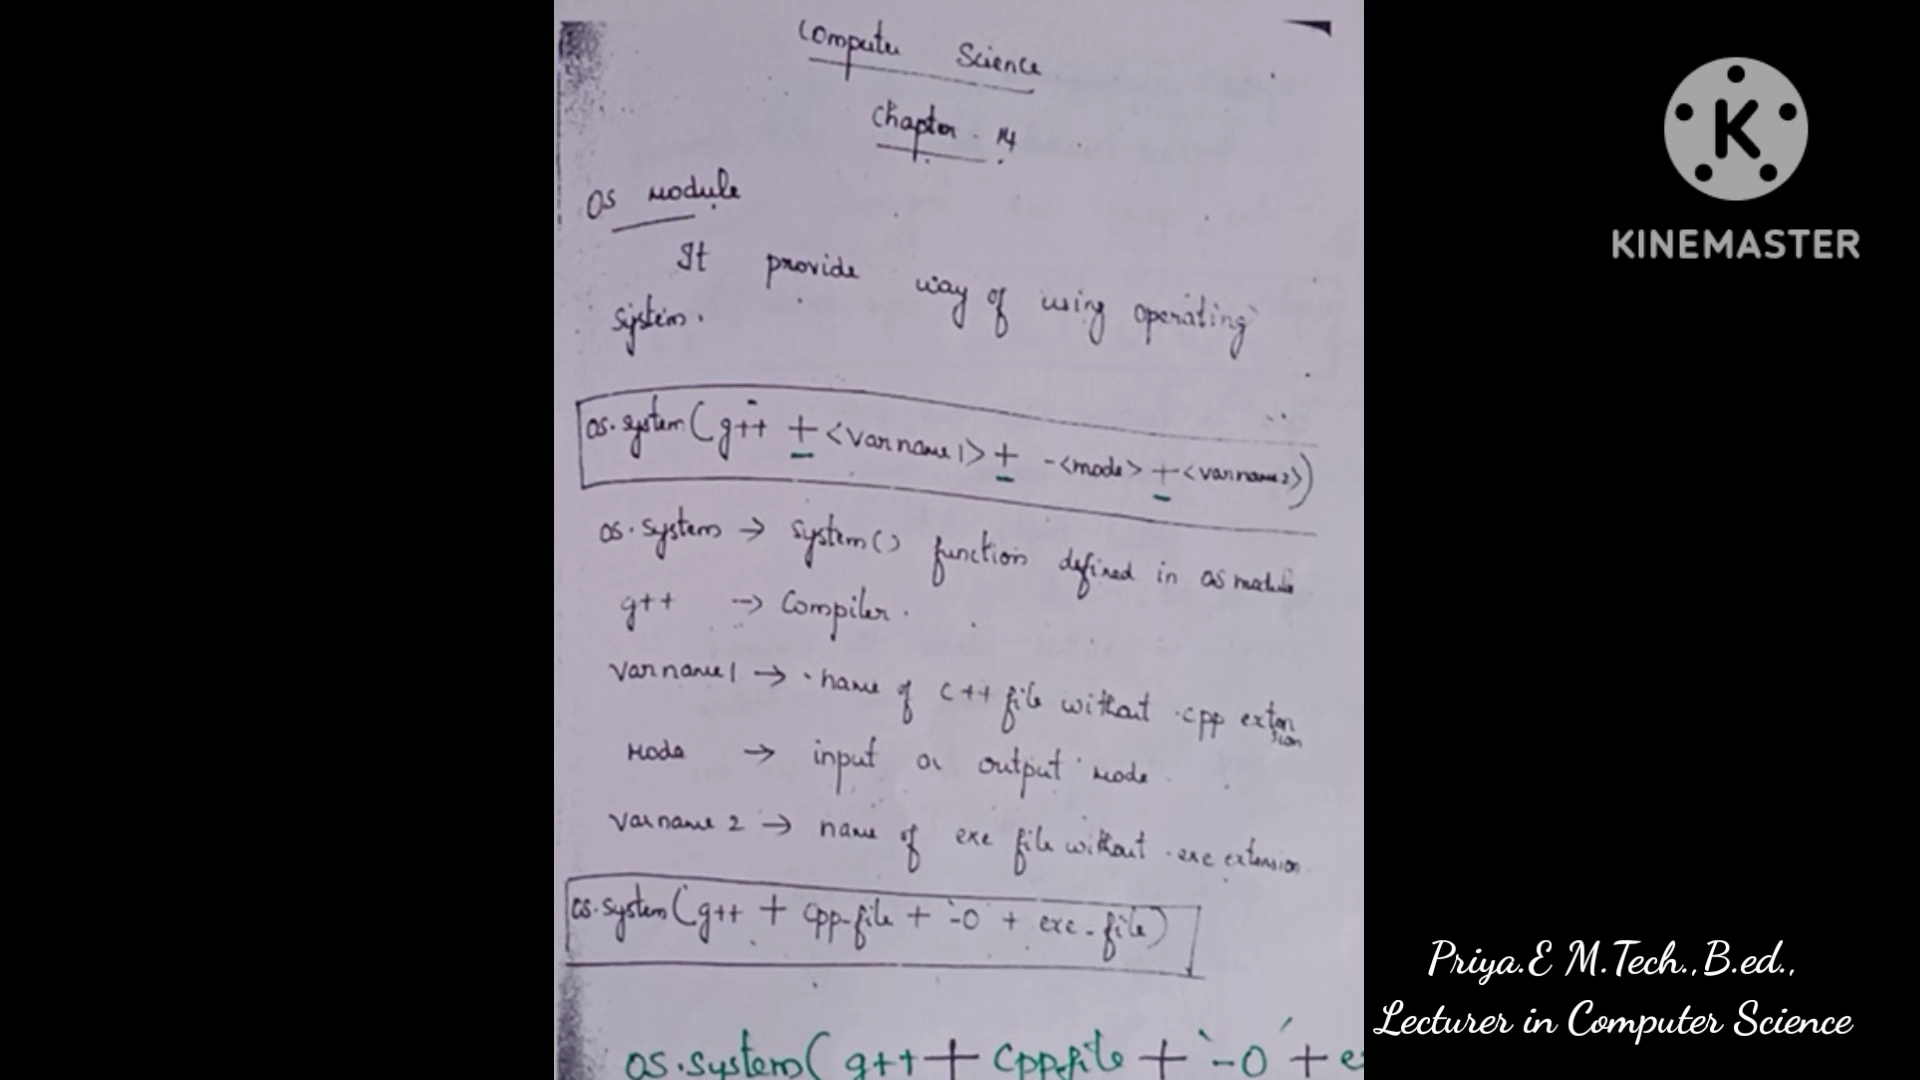 Computer Science
Chapter - 14
OS Module
It provide way of using operating
system.
os.system(g++ + <varname1> + -<mode> + <varname2>)
os.system → system() function defined in os module
g++ → Compiler.
varname1 → name of c++ file without .cpp extension
Mode → input or output mode
varname 2 → name of exe file without .exe extension
os.system('g++' + cpp-file + '-o' + exe-file)
os.system(g++ + cpp-file + '-o' + e
K
KINEMASTER
Priya.E M.Tech.,B.ed.,
Lecturer in Computer Science